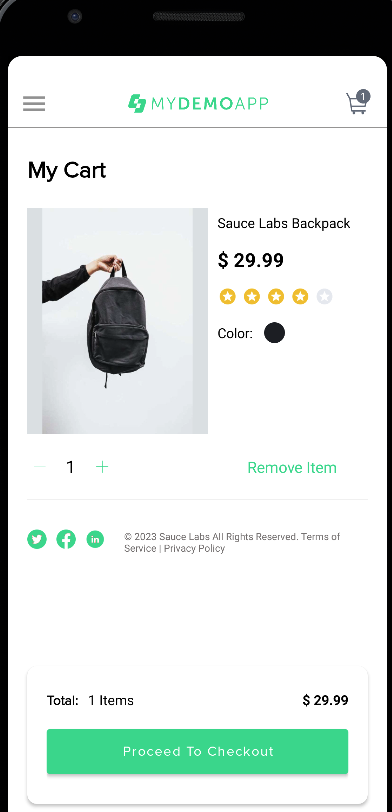 MYDEMOAPP
1
My Cart
Sauce Labs Backpack
$ 29.99
Color:
1
Remove Item
© 2023 Sauce Labs All Rights Reserved. Terms of
Service | Privacy Policy
Total: 1 Items $ 29.99
Proceed To Checkout